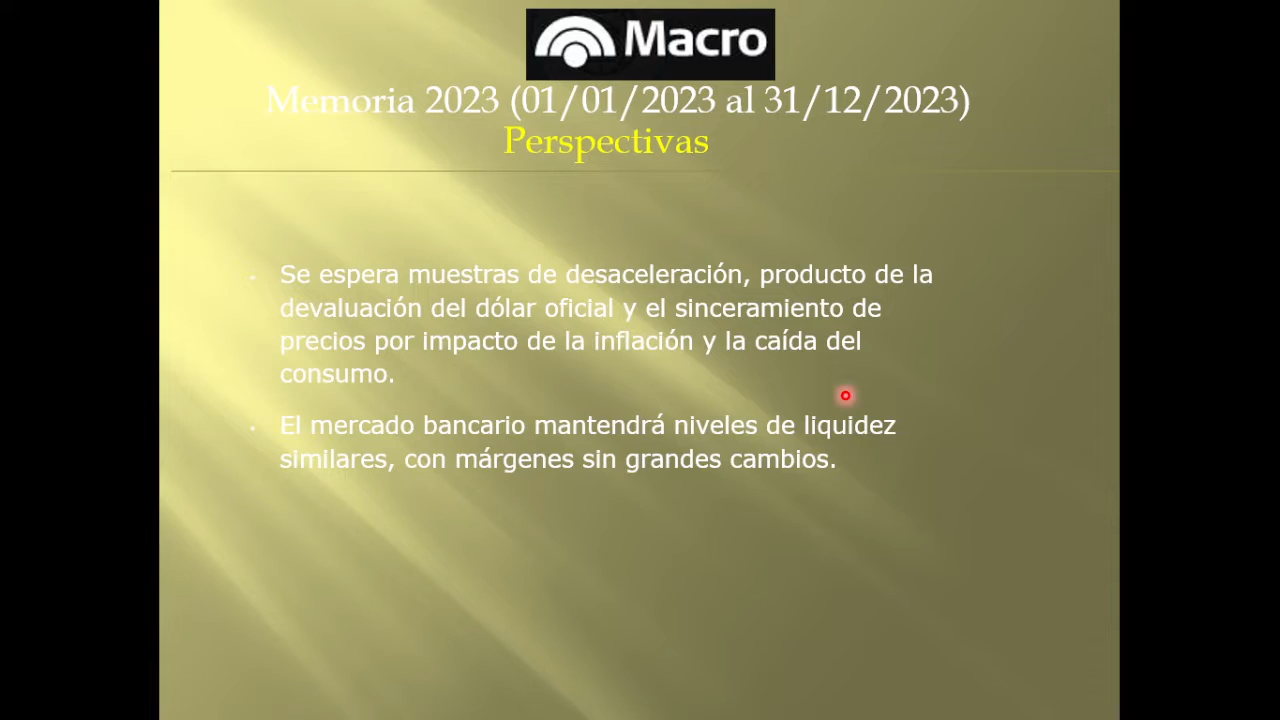 Macro
Memoria 2023 (01/01/2023 al 31/12/2023)
Perspectivas
• Se espera muestras de desaceleración, producto de la
devaluación del dólar oficial y el sinceramiento de
precios por impacto de la inflación y la caída del
consumo.
• El mercado bancario mantendrá niveles de liquidez
similares, con márgenes sin grandes cambios.